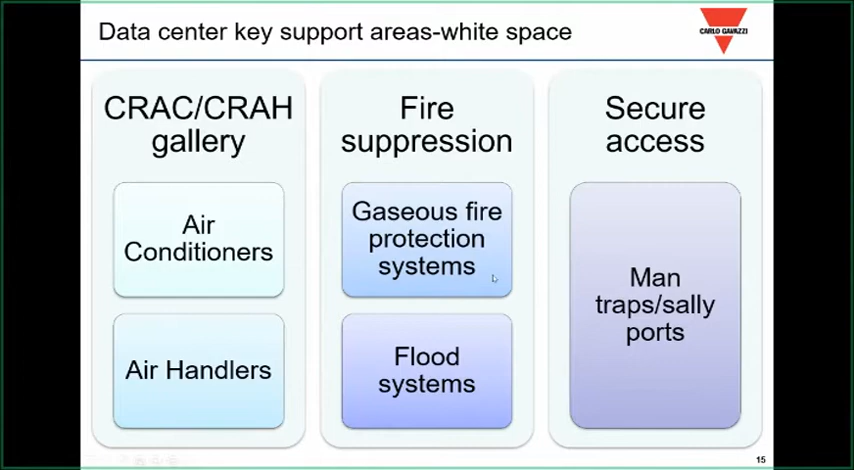 Data center key support areas-white space
CARLO GAVAZZI
CRAC/CRAH
gallery
Air
Conditioners
Air Handlers
Fire
suppression
Gaseous fire
protection
systems
Flood
systems
Secure
access
Man
traps/sally
ports
15